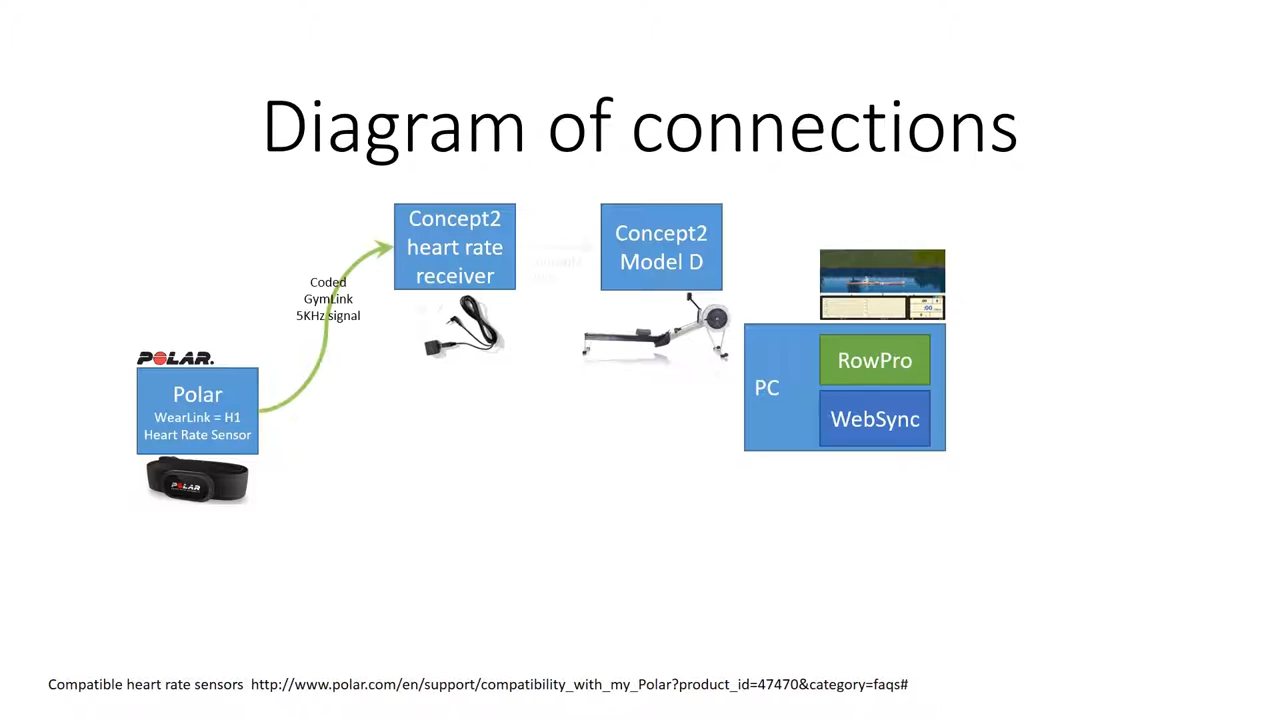 Diagram of connections
Concept2
heart rate
receiver
Concept2
Model D
Coded
GymLink
5KHz signal
POLAR.
Polar
WearLink = H1
Heart Rate Sensor
POLAR
PC
RowPro
WebSync
Compatible heart rate sensors http://www.polar.com/en/support/compatibility_with_my_Polar?product_id=47470&category=faqs#